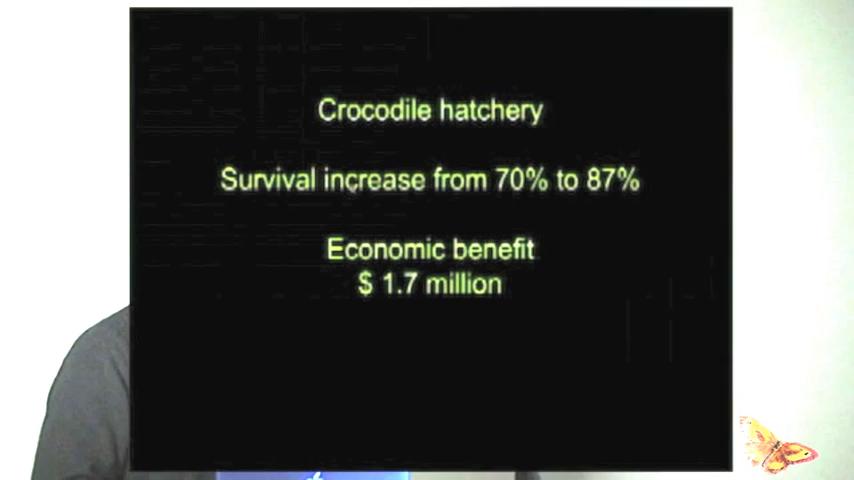 Crocodile hatchery
Survival increase from 70% to 87%
Economic benefit
$ 1.7 million